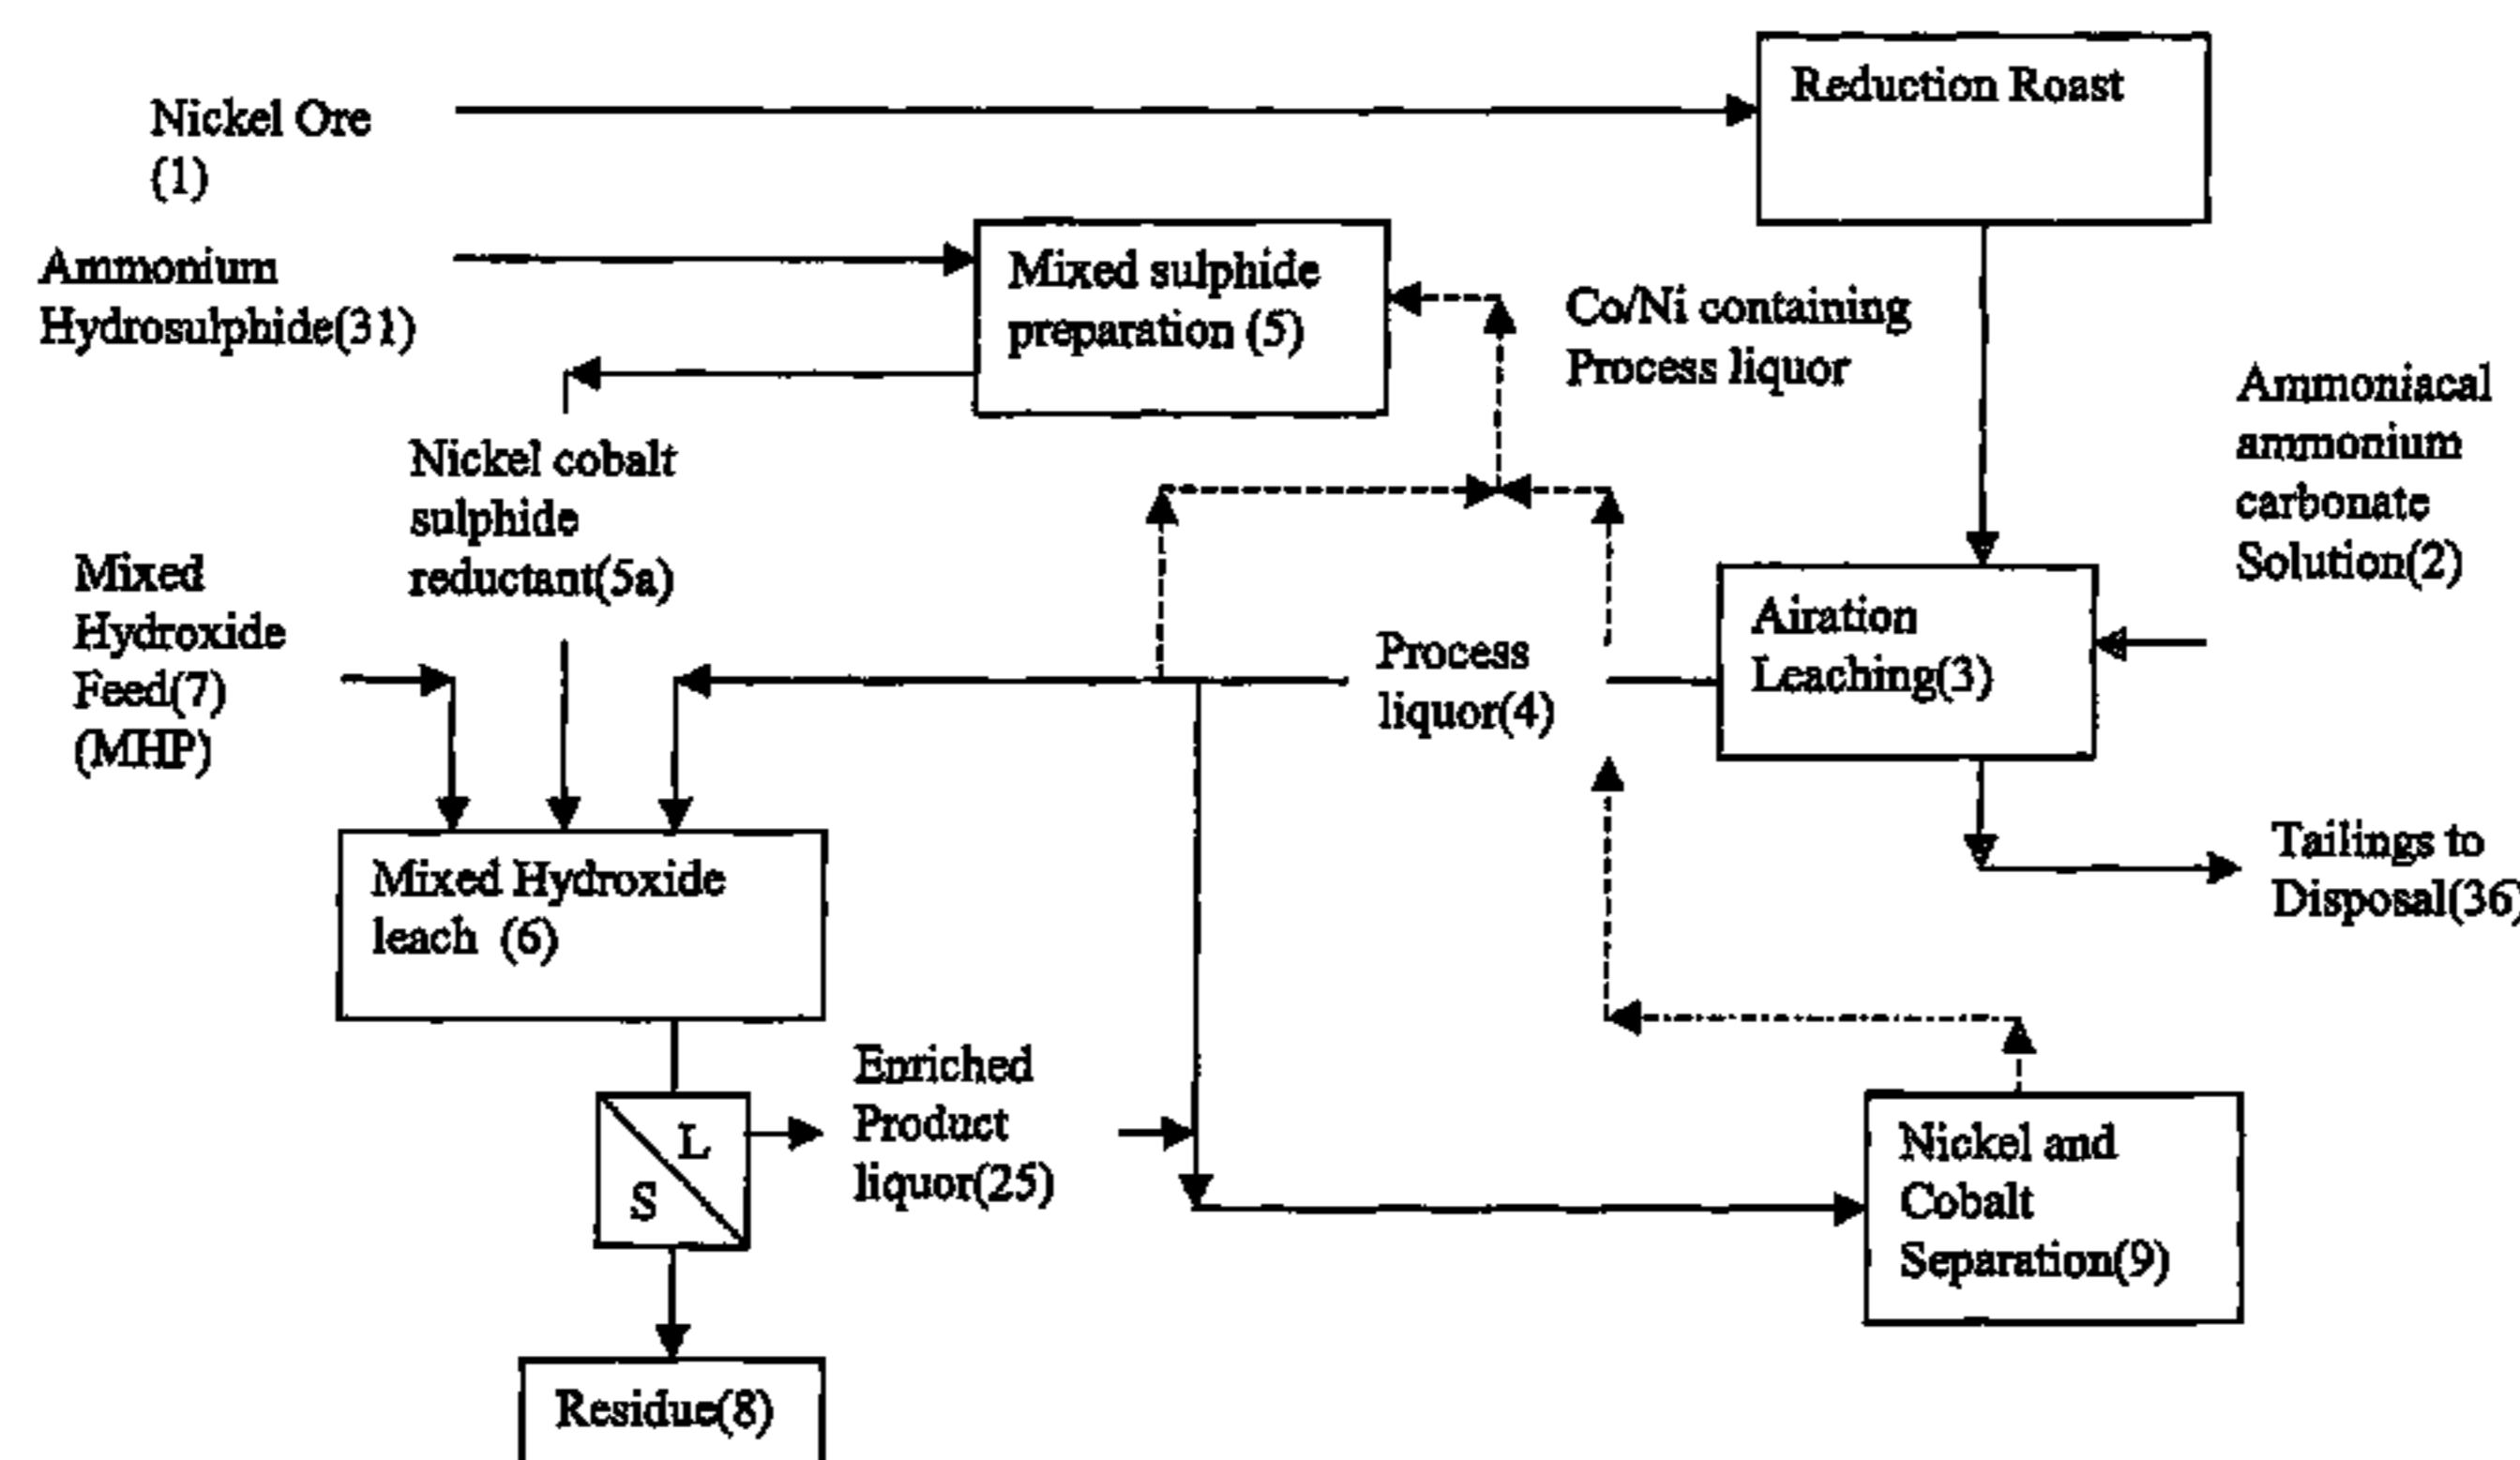 Reduction Roast
Nickel Ore
(1)
Ammonium
Hydrosulphide(31)
Mixed sulphide
preparation (5)
Co/Ni containing
Process liquor
Ammoniacal
ammonium
carbonate
Solution(2)
Nickel cobalt
sulphide
reductant(5a)
Mixed
Hydroxide
Feed(7)
(MHP)
Process
liquor(4)
Airation
Leaching(3)
Tailings to
Disposal(36)
Mixed Hydroxide
leach (6)
Enriched
Product
liquor(25)
L
S
Nickel and
Cobalt
Separation(9)
Residue(8)